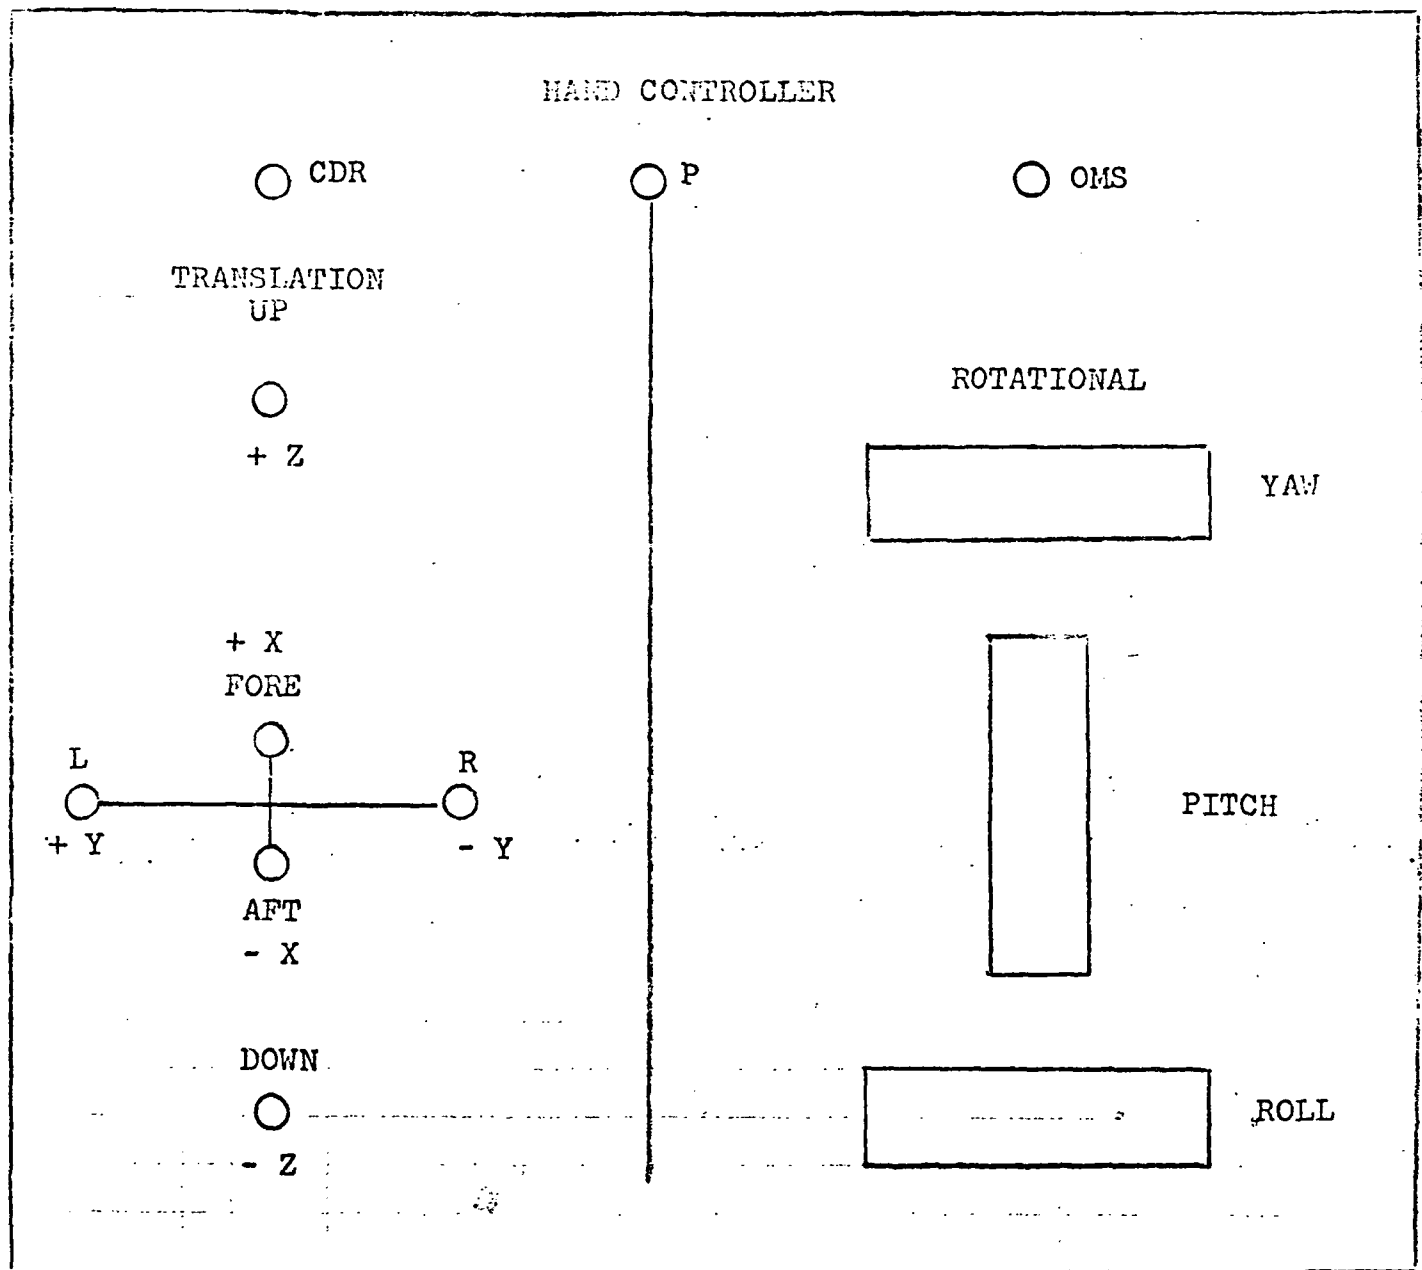 HAND CONTROLLER
CDR
P
OMS
TRANSLATION
UP
+ Z
ROTATIONAL
YAW
+ X
FORE
L
R
+ Y
- Y
AFT
- X
PITCH
DOWN
- Z
ROLL